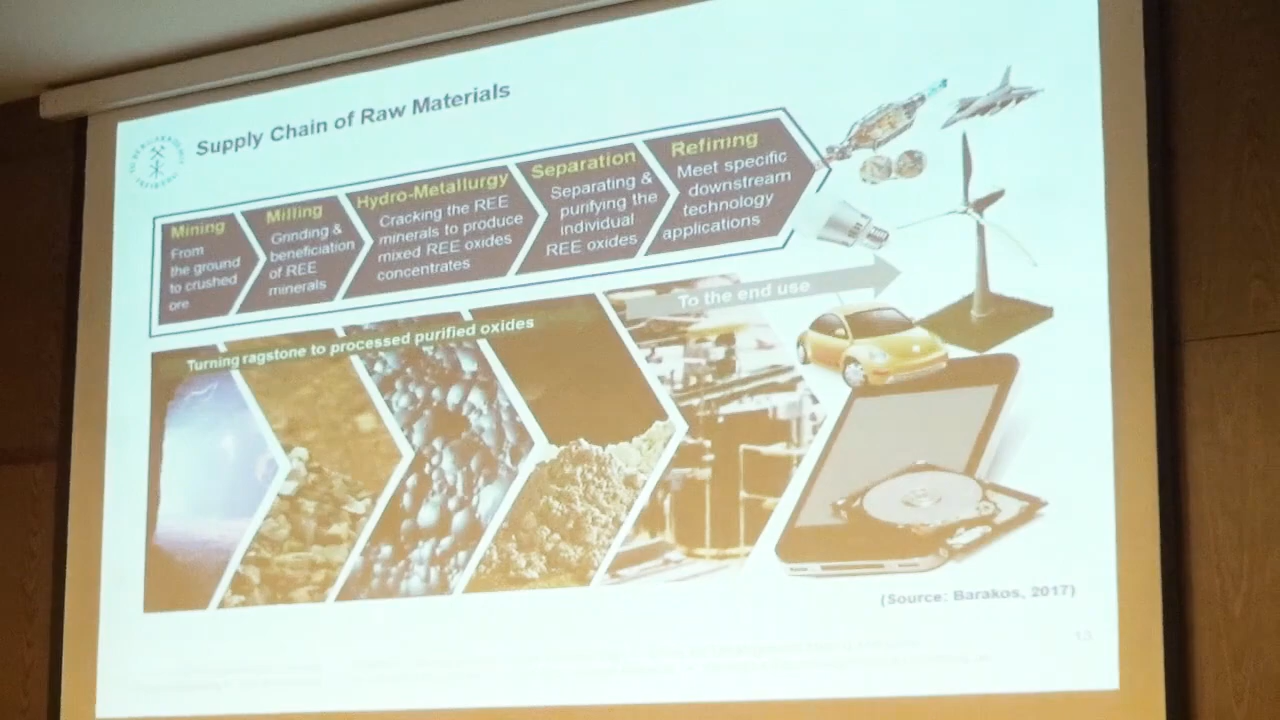 Supply Chain of Raw Materials
Mining
From
the ground
to crushed
ore
Milling
Grinding &
beneficiation
of REE
minerals
Hydro-Metallurgy
Cracking the REE
minerals to produce
mixed REE oxides
concentrates
Separation
Separating &
purifying the
individual
REE oxides
Refining
Meet specific
downstream
technology
applications
To the end use
Turning ragstone to processed purified oxides
(Source: Barakos, 2017)
13